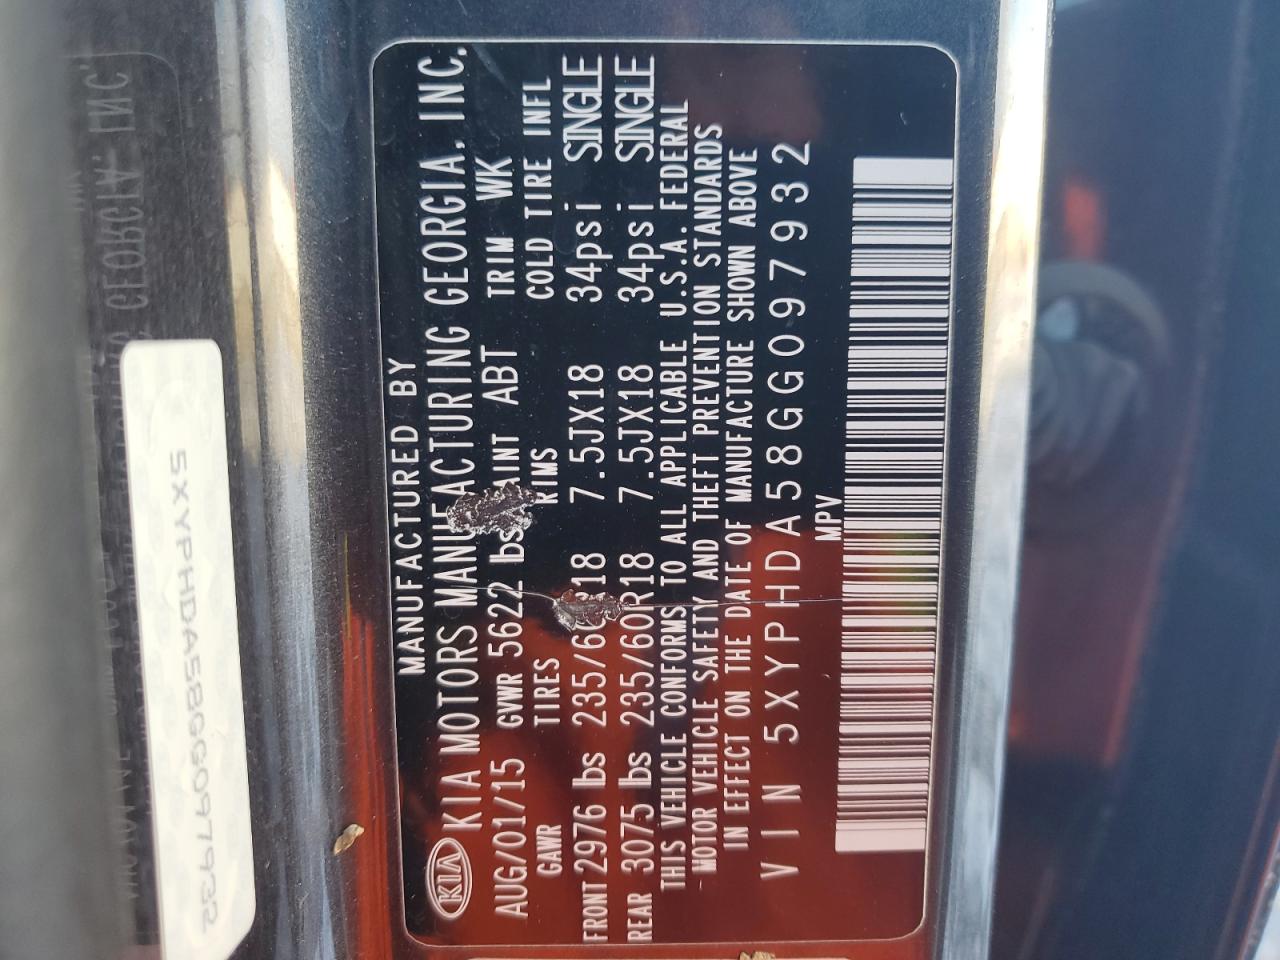 MANUFACTURED BY
KIA KIA MOTORS MANUFACTURING GEORGIA, INC.
AUG/01/15 GVWR 5622 lbs PAINT ABT TRIM WK
GAWR TIRES RIMS COLD TIRE INFL
FRONT 2976 lbs 235/60R18 7.5JX18 34psi SINGLE
REAR 3075 lbs 235/60R18 7.5JX18 34psi SINGLE
THIS VEHICLE CONFORMS TO ALL APPLICABLE U.S.A. FEDERAL
MOTOR VEHICLE SAFETY AND THEFT PREVENTION STANDARDS
IN EFFECT ON THE DATE OF MANUFACTURE SHOWN ABOVE
VIN 5XYPHDA58GG097932
MPV
5XYPHDA58GG097932
GEORGIA, INC.